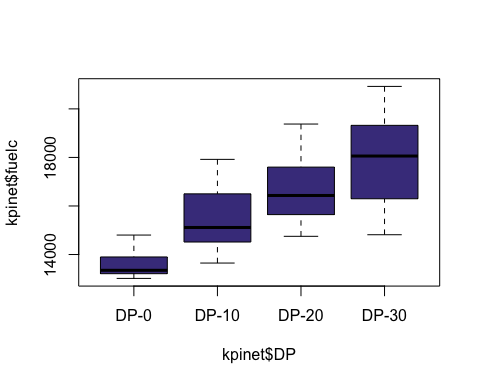 kpinet$fuelc
18000
14000
DP-0 DP-10 DP-20 DP-30
kpinet$DP